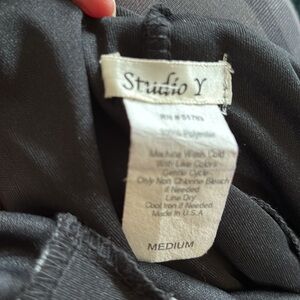 Studio Y
100% Polyester
Machine Wash Cold
With Like Colors
Gentle Cycle
Only Non Chlorine Bleach
if Needed
Line Dry
Cool Iron if Needed
Made In U.S.A
MEDIUM